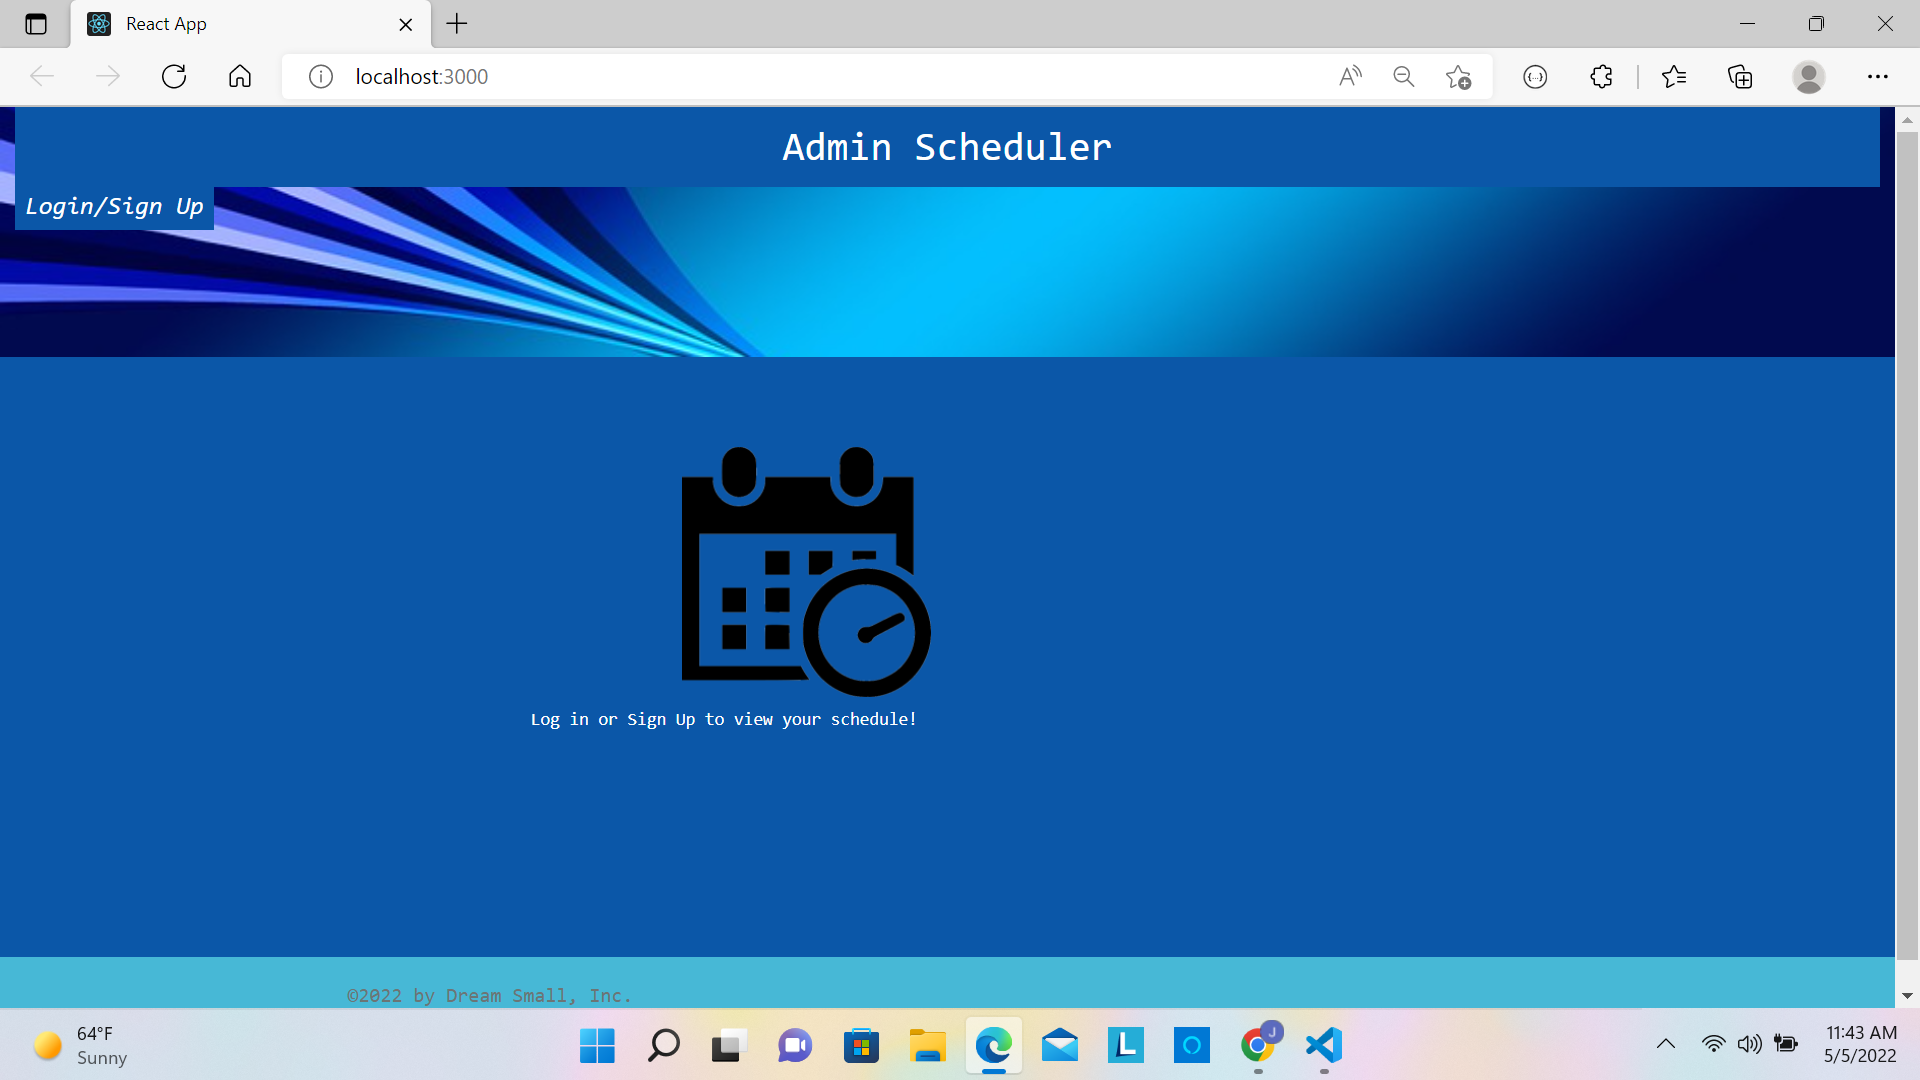 React App
localhost:3000
Admin Scheduler
Login/Sign Up
Log in or Sign Up to view your schedule!
©2022 by Dream Small, Inc.
64°F
Sunny
L
J
11:43 AM
5/5/2022